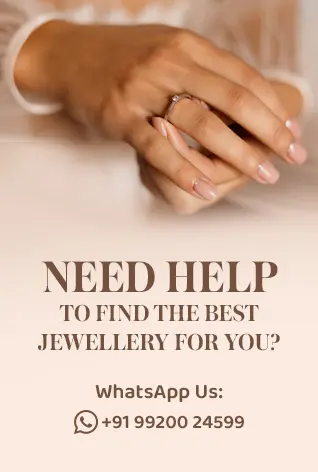 NEED HELP
TO FIND THE BEST
JEWELLERY FOR YOU?
WhatsApp Us:
+91 99200 24599